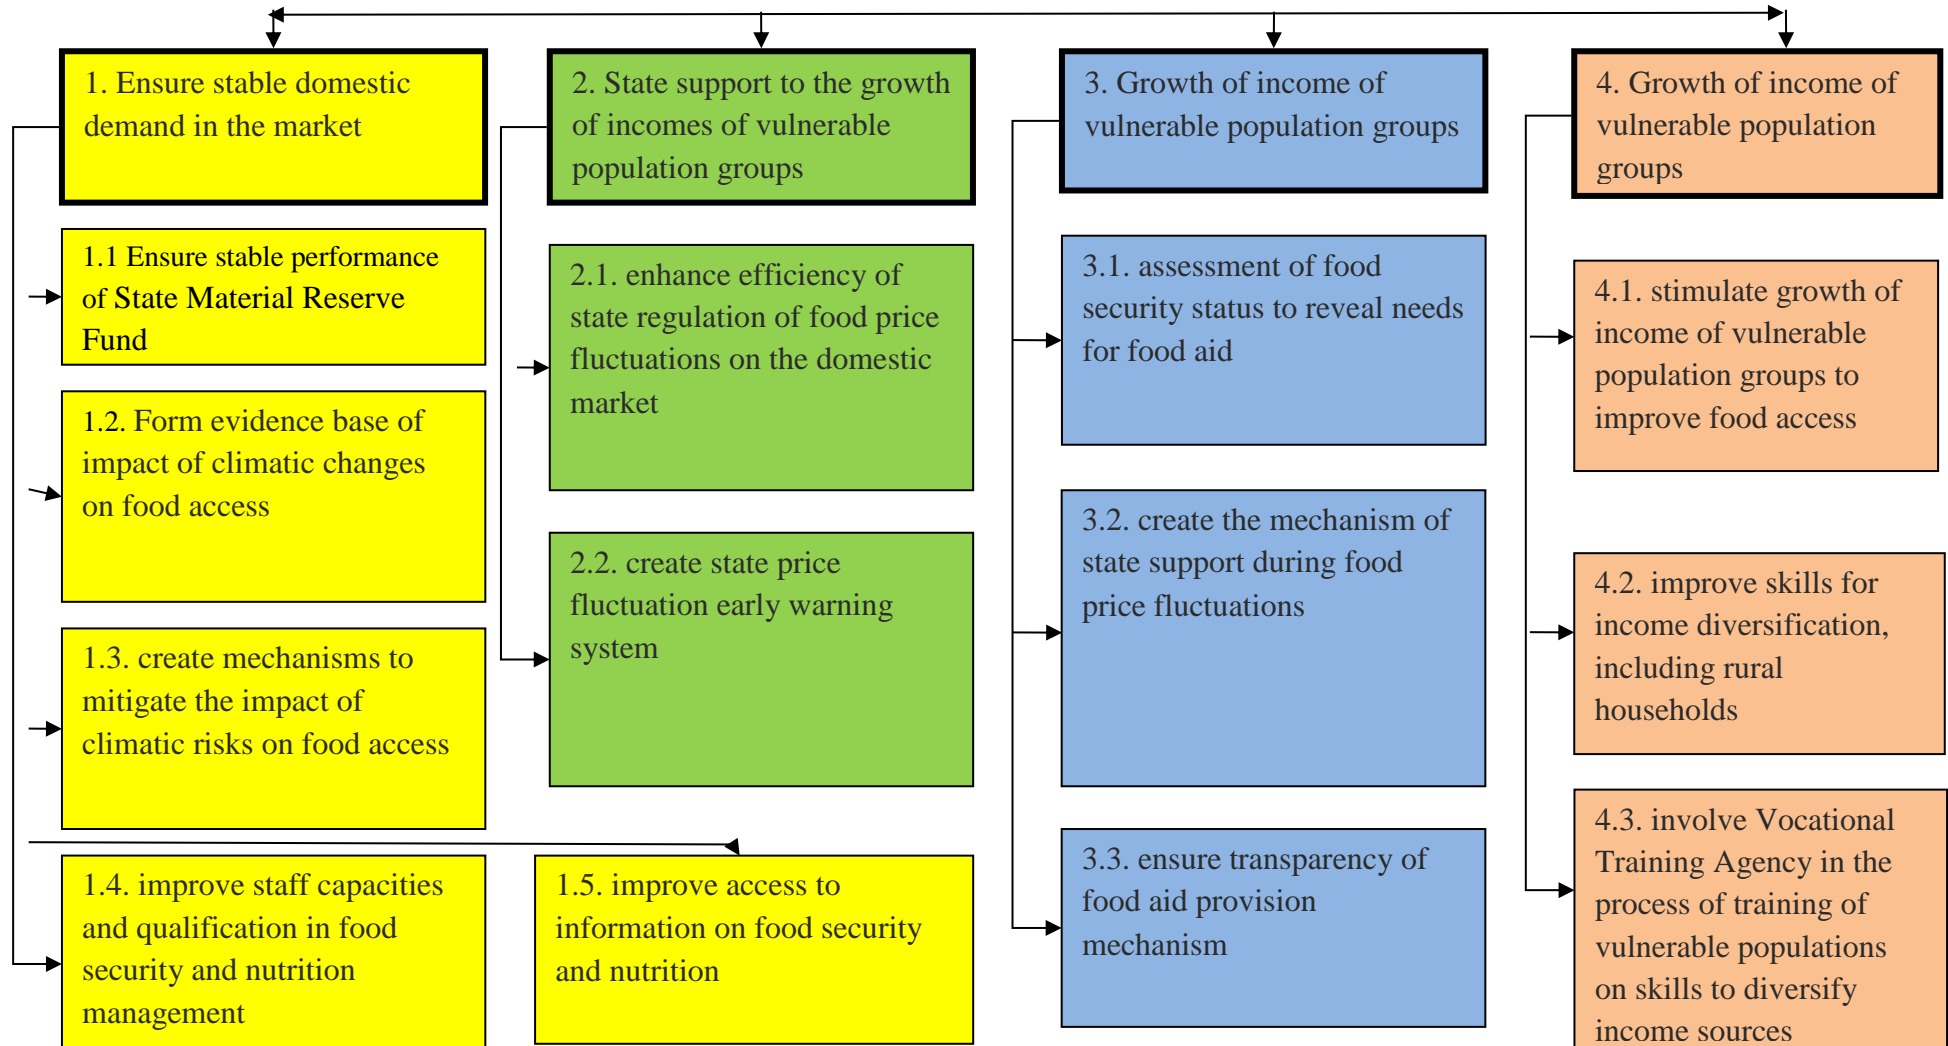 1. Ensure stable domestic
demand in the market
2. State support to the growth
of incomes of vulnerable
population groups
3. Growth of income of
vulnerable population groups
4. Growth of income of
vulnerable population
groups
1.1 Ensure stable performance
of State Material Reserve
Fund
1.2. Form evidence base of
impact of climatic changes
on food access
1.3. create mechanisms to
mitigate the impact of
climatic risks on food access
1.4. improve staff capacities
and qualification in food
security and nutrition
management
1.5. improve access to
information on food security
and nutrition
2.1. enhance efficiency of
state regulation of food price
fluctuations on the domestic
market
2.2. create state price
fluctuation early warning
system
3.1. assessment of food
security status to reveal needs
for food aid
3.2. create the mechanism of
state support during food
price fluctuations
3.3. ensure transparency of
food aid provision
mechanism
4.1. stimulate growth of
income of vulnerable
population groups to
improve food access
4.2. improve skills for
income diversification,
including rural
households
4.3. involve Vocational
Training Agency in the
process of training of
vulnerable populations
on skills to diversify
income sources